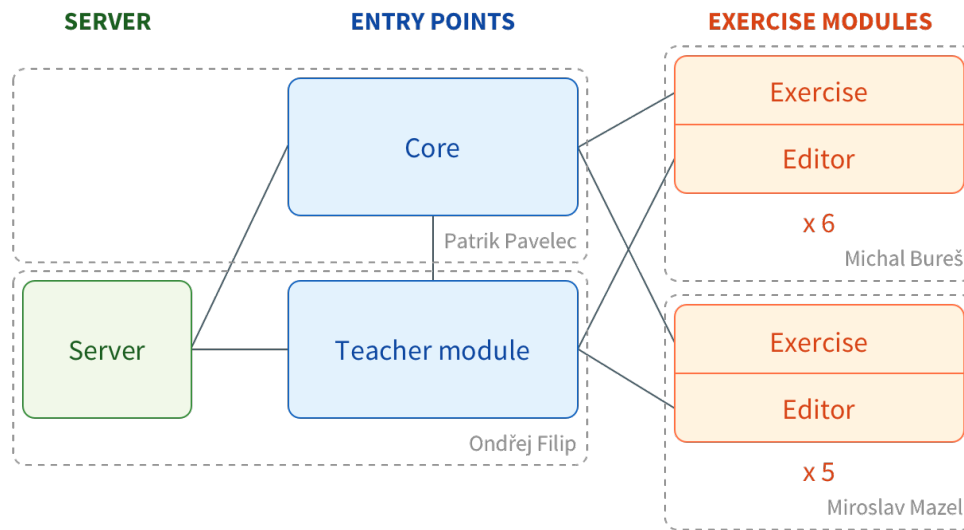 SERVER
ENTRY POINTS
EXERCISE MODULES
Core
Patrik Pavelec
Server
Teacher module
Ondřej Filip
Exercise
Editor
x 6
Michal Bureš
Exercise
Editor
x 5
Miroslav Mazel